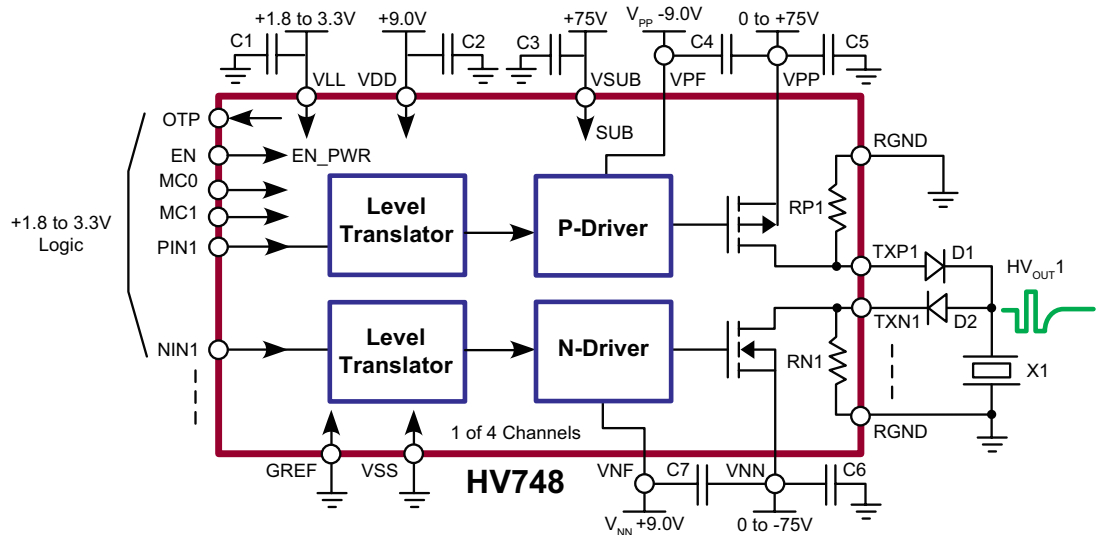 +1.8 to 3.3V
+9.0V
+75V
VPP -9.0V
0 to +75V
C1
C2
C3
C4
C5
VLL
VDD
VSUB
VPF
VPP
OTP
SUB
RGND
EN
EN_PWR
MC0
MC1
PIN1
+1.8 to 3.3V
Logic
Level
Translator
P-Driver
RP1
TXP1
D1
HVOUT1
TXN1
D2
NIN1
Level
Translator
N-Driver
RN1
X1
RGND
1 of 4 Channels
GREF
VSS
HV748
VNF
C7
VNN
C6
VNN +9.0V
0 to -75V